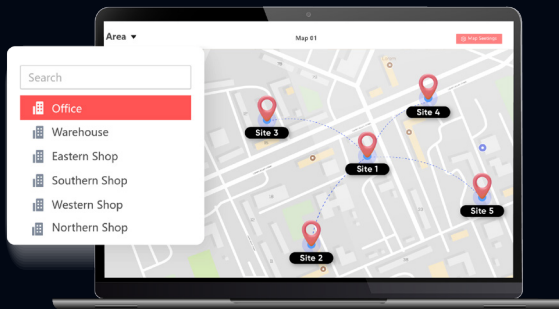 Area
Map 01
Map Settings
Search
Office
Warehouse
Eastern Shop
Southern Shop
Western Shop
Northern Shop
Site 4
Site 3
Site 1
Site 5
Site 2